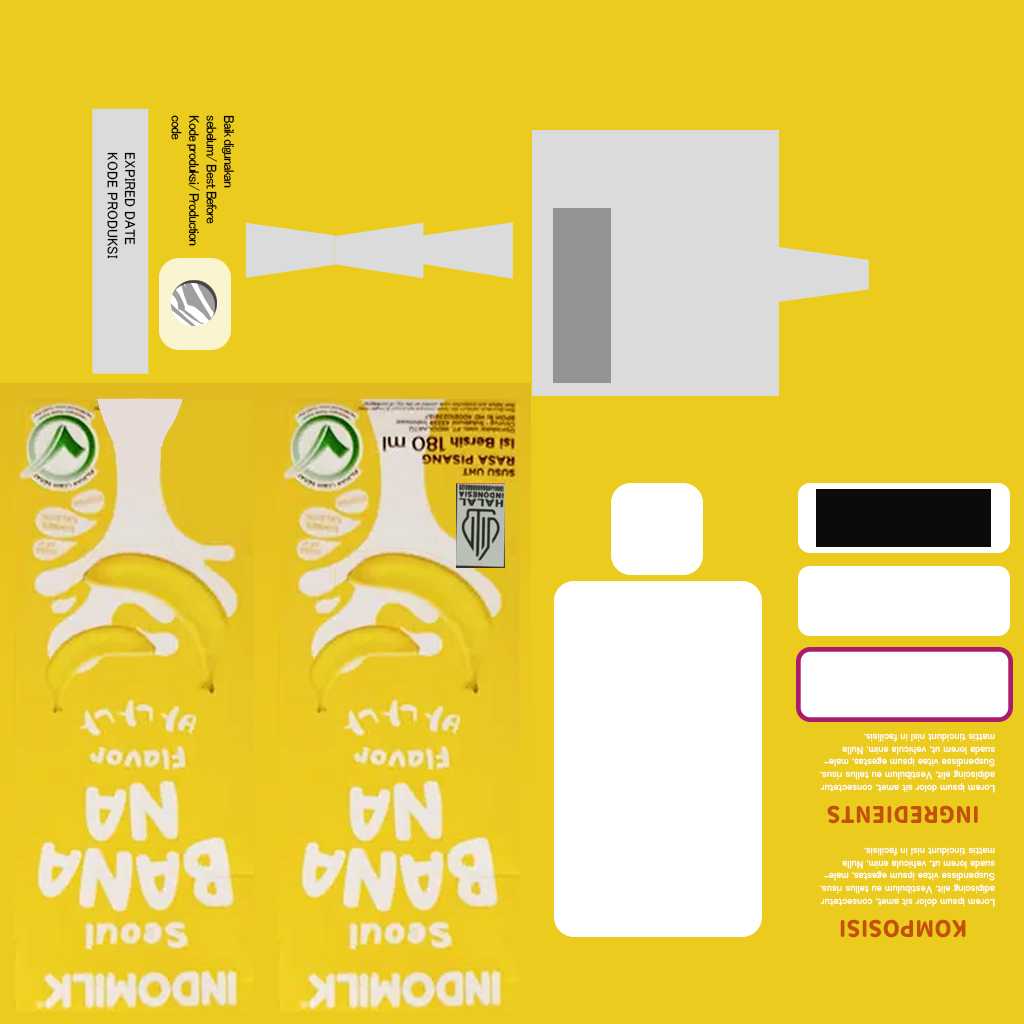 Baik digunakan
sebelum/ Best Before
Kode produksi/ Production
code
EXPIRED DATE
KODE PRODUKSI
INDOMILK
Seoul
BANA
NA
Flavor
INDOMILK
Seoul
BANA
NA
Flavor
HALAL
INDONESIA
SUSU UHT
RASA PISANG
Isi Bersih 180 ml
KOMPOSISI
Lorem ipsum dolor sit amet, consectetur
adipiscing elit. Vestibulum eu tellus risus.
Suspendisse vitae ipsum egestas, male-
suada lorem ut, vehicula enim. Nulla
mattis tincidunt nisl in facilisis.
INGREDIENTS
Lorem ipsum dolor sit amet, consectetur
adipiscing elit. Vestibulum eu tellus risus.
Suspendisse vitae ipsum egestas, male-
suada lorem ut, vehicula enim. Nulla
mattis tincidunt nisl in facilisis.